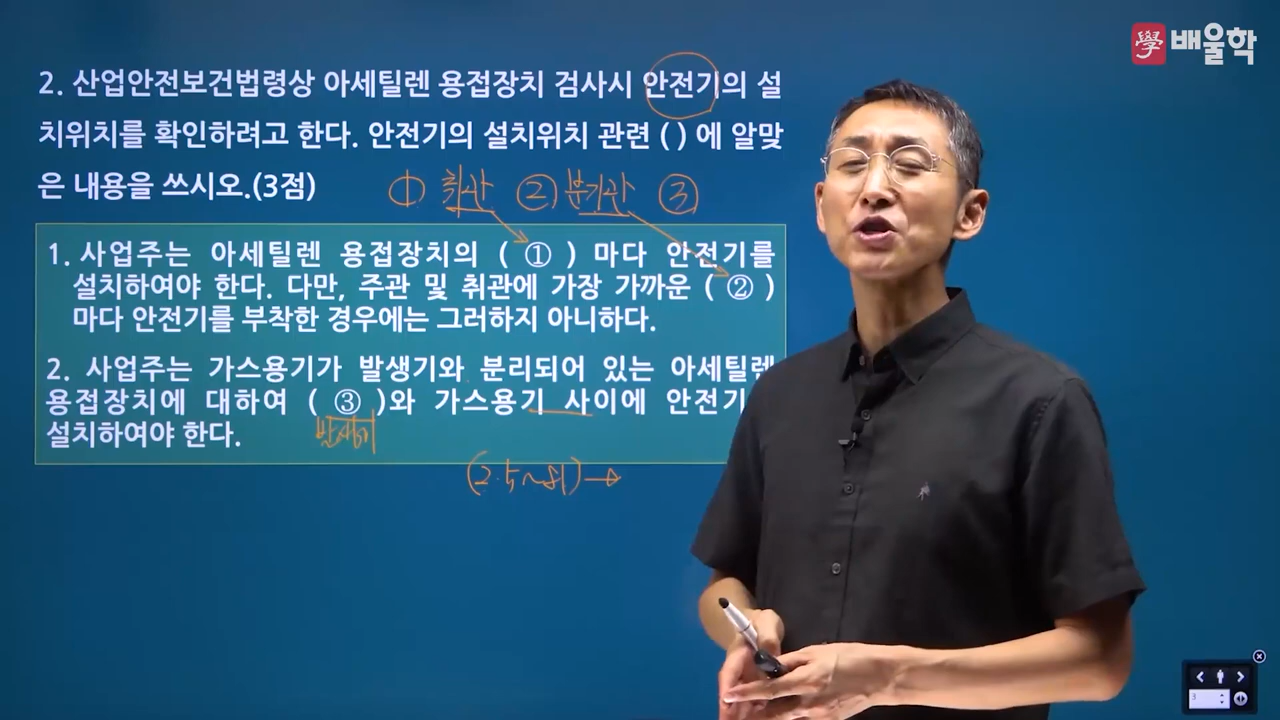 學 배울학
2. 산업안전보건법령상 아세틸렌 용접장치 검사시 안전기의 설
치위치를 확인하려고 한다. 안전기의 설치위치 관련 ( ) 에 알맞
은 내용을 쓰시오.(3점)
① 취관 ② 분기관 ③
1. 사업주는 아세틸렌 용접장치의 ( ① ) 마다 안전기를
설치하여야 한다. 다만, 주관 및 취관에 가장 가까운 ( ② )
마다 안전기를 부착한 경우에는 그러하지 아니하다.
2. 사업주는 가스용기가 발생기와 분리되어 있는 아세틸렌
용접장치에 대하여 ( ③ )와 가스용기 사이에 안전기
설치하여야 한다.
발생기
3